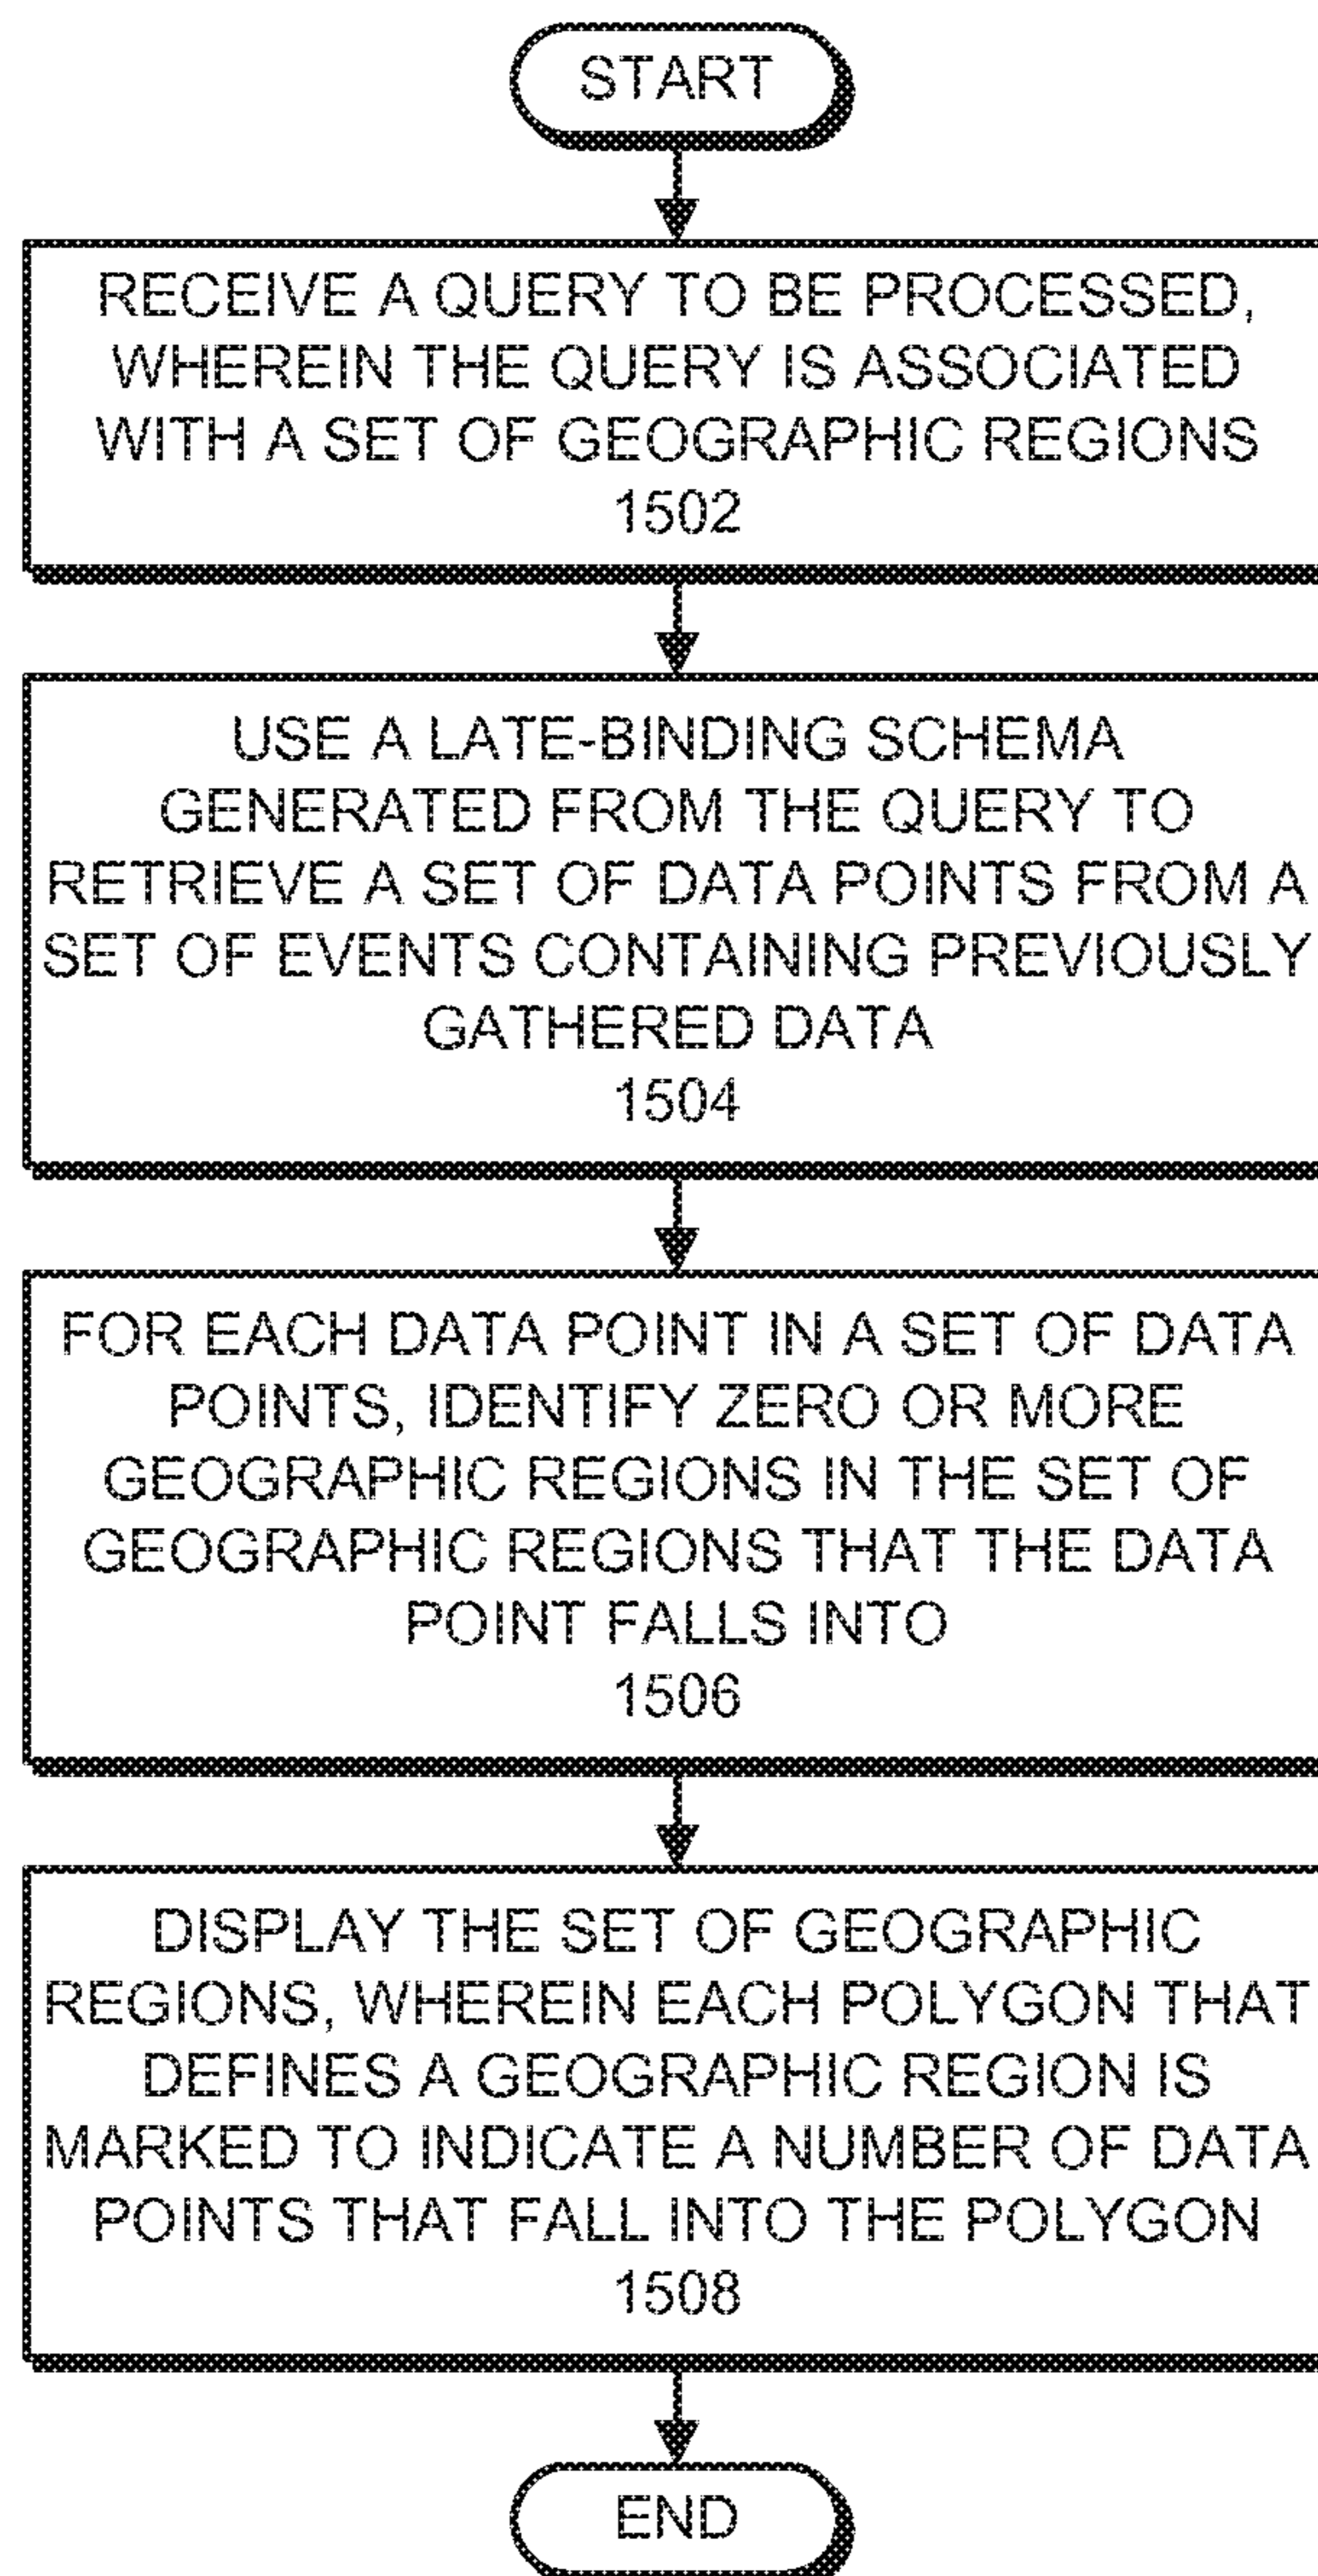 START
RECEIVE A QUERY TO BE PROCESSED,
WHEREIN THE QUERY IS ASSOCIATED
WITH A SET OF GEOGRAPHIC REGIONS
1502
USE A LATE-BINDING SCHEMA
GENERATED FROM THE QUERY TO
RETRIEVE A SET OF DATA POINTS FROM A
SET OF EVENTS CONTAINING PREVIOUSLY
GATHERED DATA
1504
FOR EACH DATA POINT IN A SET OF DATA
POINTS, IDENTIFY ZERO OR MORE
GEOGRAPHIC REGIONS IN THE SET OF
GEOGRAPHIC REGIONS THAT THE DATA
POINT FALLS INTO
1506
DISPLAY THE SET OF GEOGRAPHIC
REGIONS, WHEREIN EACH POLYGON THAT
DEFINES A GEOGRAPHIC REGION IS
MARKED TO INDICATE A NUMBER OF DATA
POINTS THAT FALL INTO THE POLYGON
1508
END